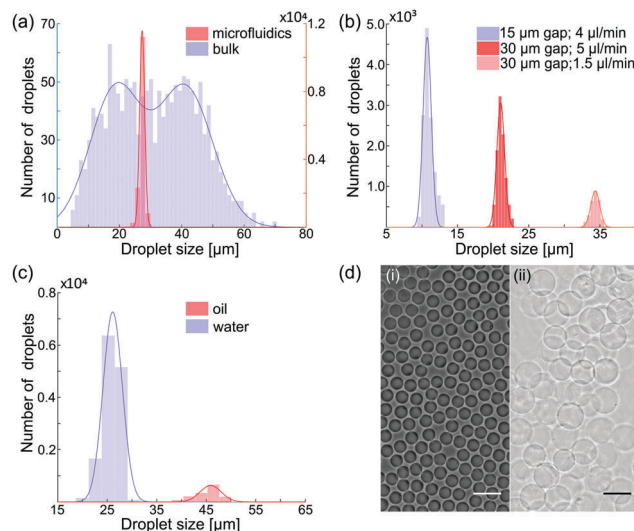 (a)
x10⁴
70
60
50
40
30
20
10
1.2
0.8
0.4
microfluidics
bulk
Number of droplets
0 20 40 60 80
Droplet size [μm]
(b)
x10³
5.0
4.0
3.0
2.0
1.0
15 μm gap; 4 μl/min
30 μm gap; 5 μl/min
30 μm gap;1.5 μl/min
Number of droplets
5 15 25 35
Droplet size [μm]
(c)
x10⁴
0.8
0.6
0.4
0.2
oil
water
Number of droplets
15 25 35 45 55 65
Droplet size [μm]
(d)
(i)
(ii)